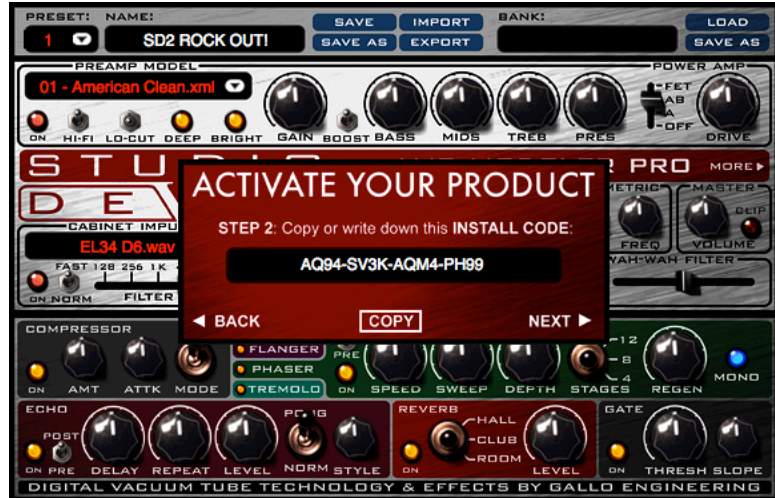 PRESET: NAME: SAVE IMPORT BANK: LOAD
1 SD2 ROCK OUT! SAVE AS EXPORT SAVE AS
PREAMP MODEL POWER AMP
01 - American Clean.xml FET
AB
A
OFF
ON HI-FI LO-CUT DEEP BRIGHT GAIN BOOST BASS MIDS TREB PRES DRIVE
STUDIO PRO MORE
DEV METRIC MASTER
CABINET IMPU CLIP
EL34 D6.wav FREQ VOLUME
FAST 128 256 1K WAH-WAH FILTER
ON NORM FILTER
ACTIVATE YOUR PRODUCT
STEP 2: Copy or write down this INSTALL CODE:
AQ94-SV3K-AQM4-PH99
BACK COPY NEXT
COMPRESSOR FLANGER PRE 12
PHASER 8
ON AMT ATTK MODE TREMOLO ON SPEED SWEEP DEPTH STAGES 4 REGEN MONO
ECHO PONG REVERB HALL GATE
POST CLUB
ROOM
ON PRE DELAY REPEAT LEVEL NORM STYLE ON LEVEL ON THRESH SLOPE
DIGITAL VACUUM TUBE TECHNOLOGY & EFFECTS BY GALLO ENGINEERING